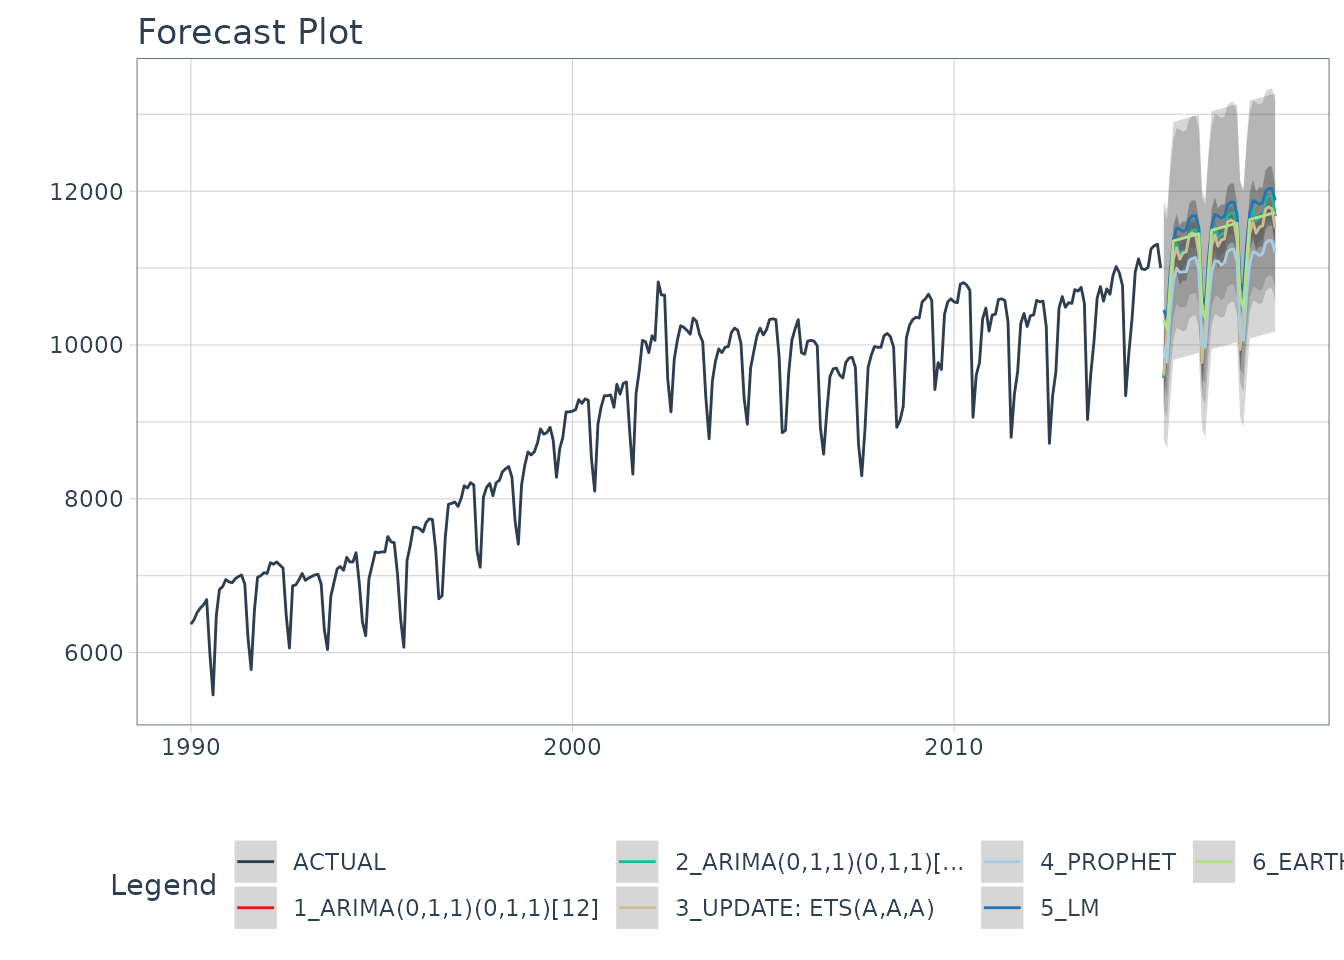 Forecast Plot
12000
10000
8000
6000
1990 2000 2010
Legend
ACTUAL
1_ARIMA(0,1,1)(0,1,1)[12]
2_ARIMA(0,1,1)(0,1,1)[...
3_UPDATE: ETS(A,A,A)
4_PROPHET
5_LM
6_EARTH